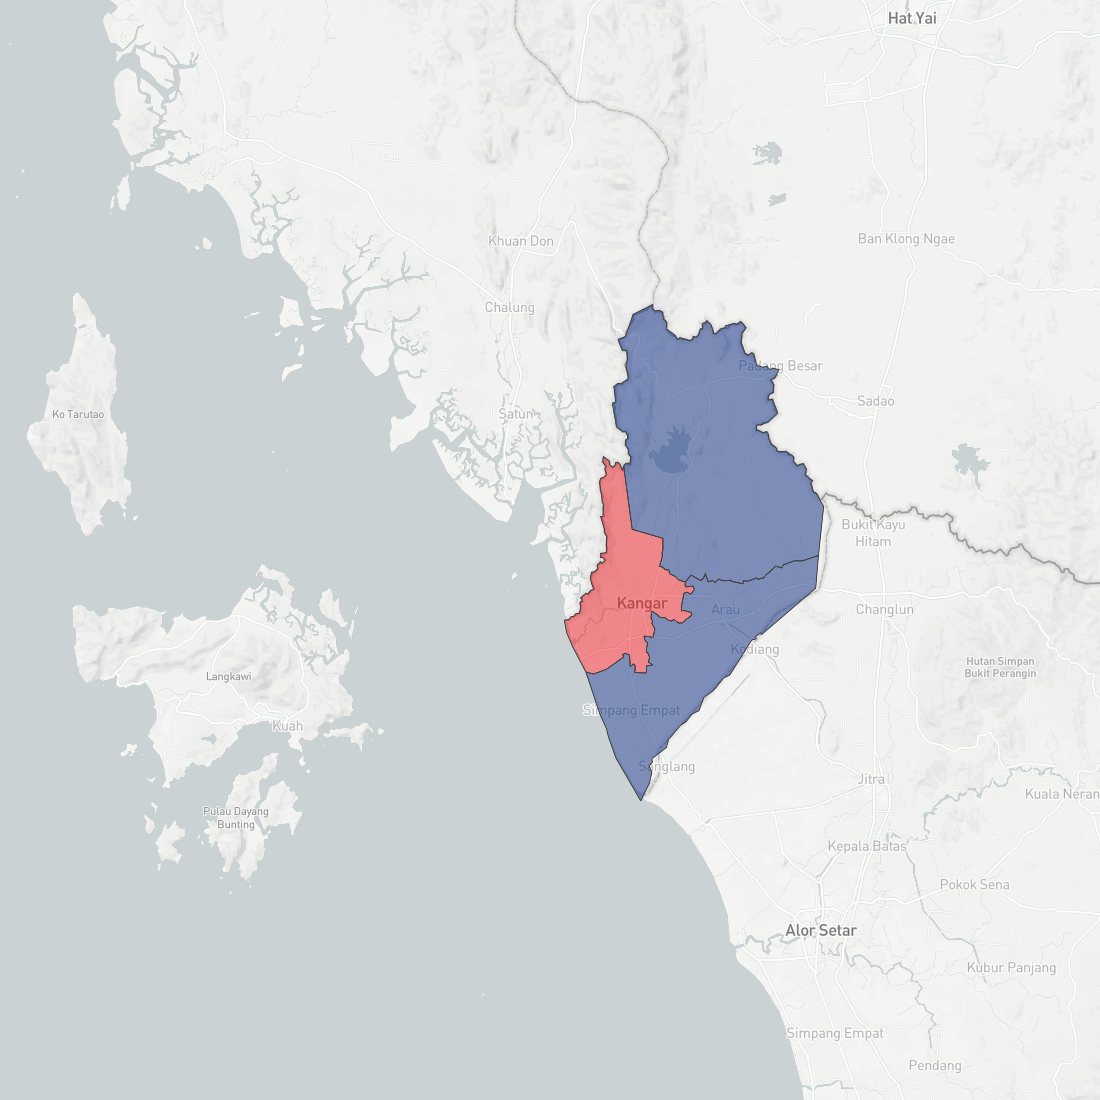 Hat Yai
Ban Klong Ngae
Khuan Don
Chalung
Padang Besar
Sadao
Ko Tarutao
Satun
Bukit Kayu
Hitam
Kangar
Arau
Changlun
Kodiang
Hutan Simpan
Bukit Perangin
Langkawi
Simpang Empat
Kuah
Sanglang
Jitra
Kuala Neran
Pulau Dayang
Bunting
Kepala Batas
Pokok Sena
Alor Setar
Kubur Panjang
Simpang Empat
Pendang